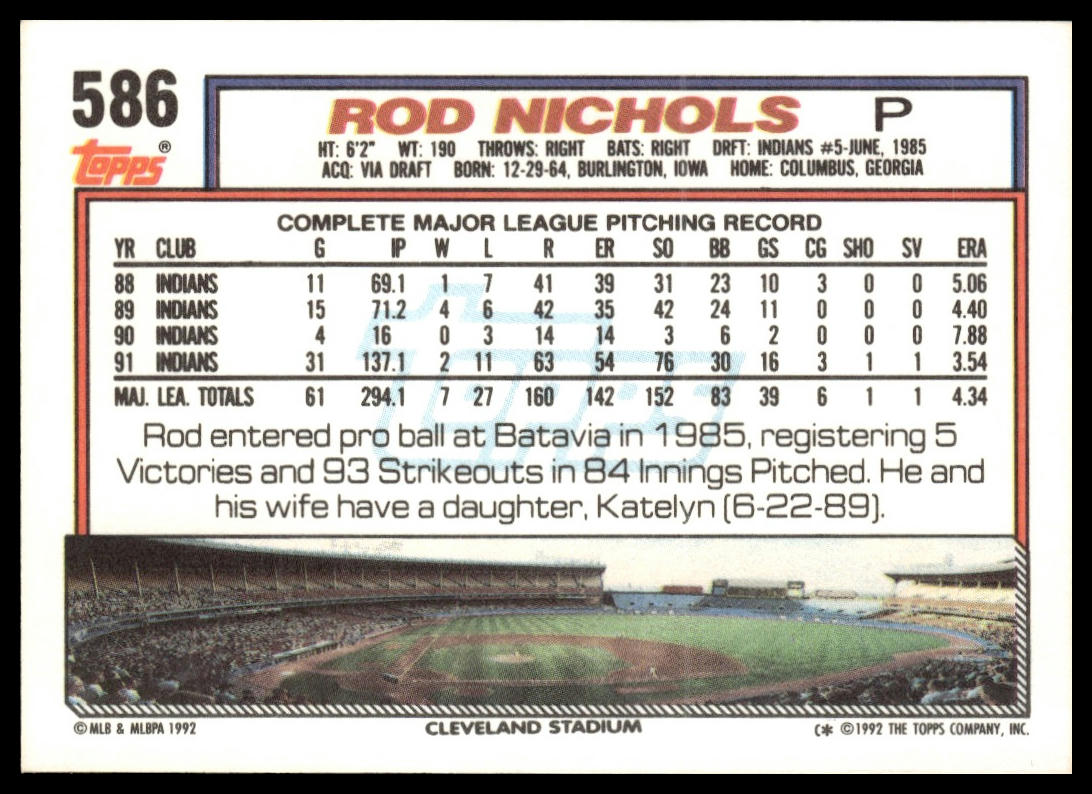 586
ROD NICHOLS P
TOPPS®
HT: 6'2" WT: 190 THROWS: RIGHT BATS: RIGHT DRFT: INDIANS #5-JUNE, 1985
ACQ: VIA DRAFT BORN: 12-29-64, BURLINGTON, IOWA HOME: COLUMBUS, GEORGIA
COMPLETE MAJOR LEAGUE PITCHING RECORD
YR CLUB G IP W L R ER SO BB GS CG SHO SV ERA
88 INDIANS 11 69.1 1 7 41 39 31 23 10 3 0 0 5.06
89 INDIANS 15 71.2 4 6 42 35 42 24 11 0 0 0 4.40
90 INDIANS 4 16 0 3 14 14 3 6 2 0 0 0 7.88
91 INDIANS 31 137.1 2 11 63 54 76 30 16 3 1 1 3.54
MAJ. LEA. TOTALS 61 294.1 7 27 160 142 152 83 39 6 1 1 4.34
Topps
Rod entered pro ball at Batavia in 1985, registering 5
Victories and 93 Strikeouts in 84 Innings Pitched. He and
his wife have a daughter, Katelyn (6-22-89).
© MLB & MLBPA 1992
CLEVELAND STADIUM
C* ©1992 THE TOPPS COMPANY, INC.